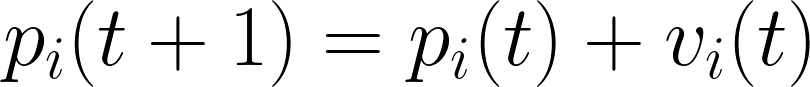 p_i(t + 1) = p_i(t) + v_i(t)